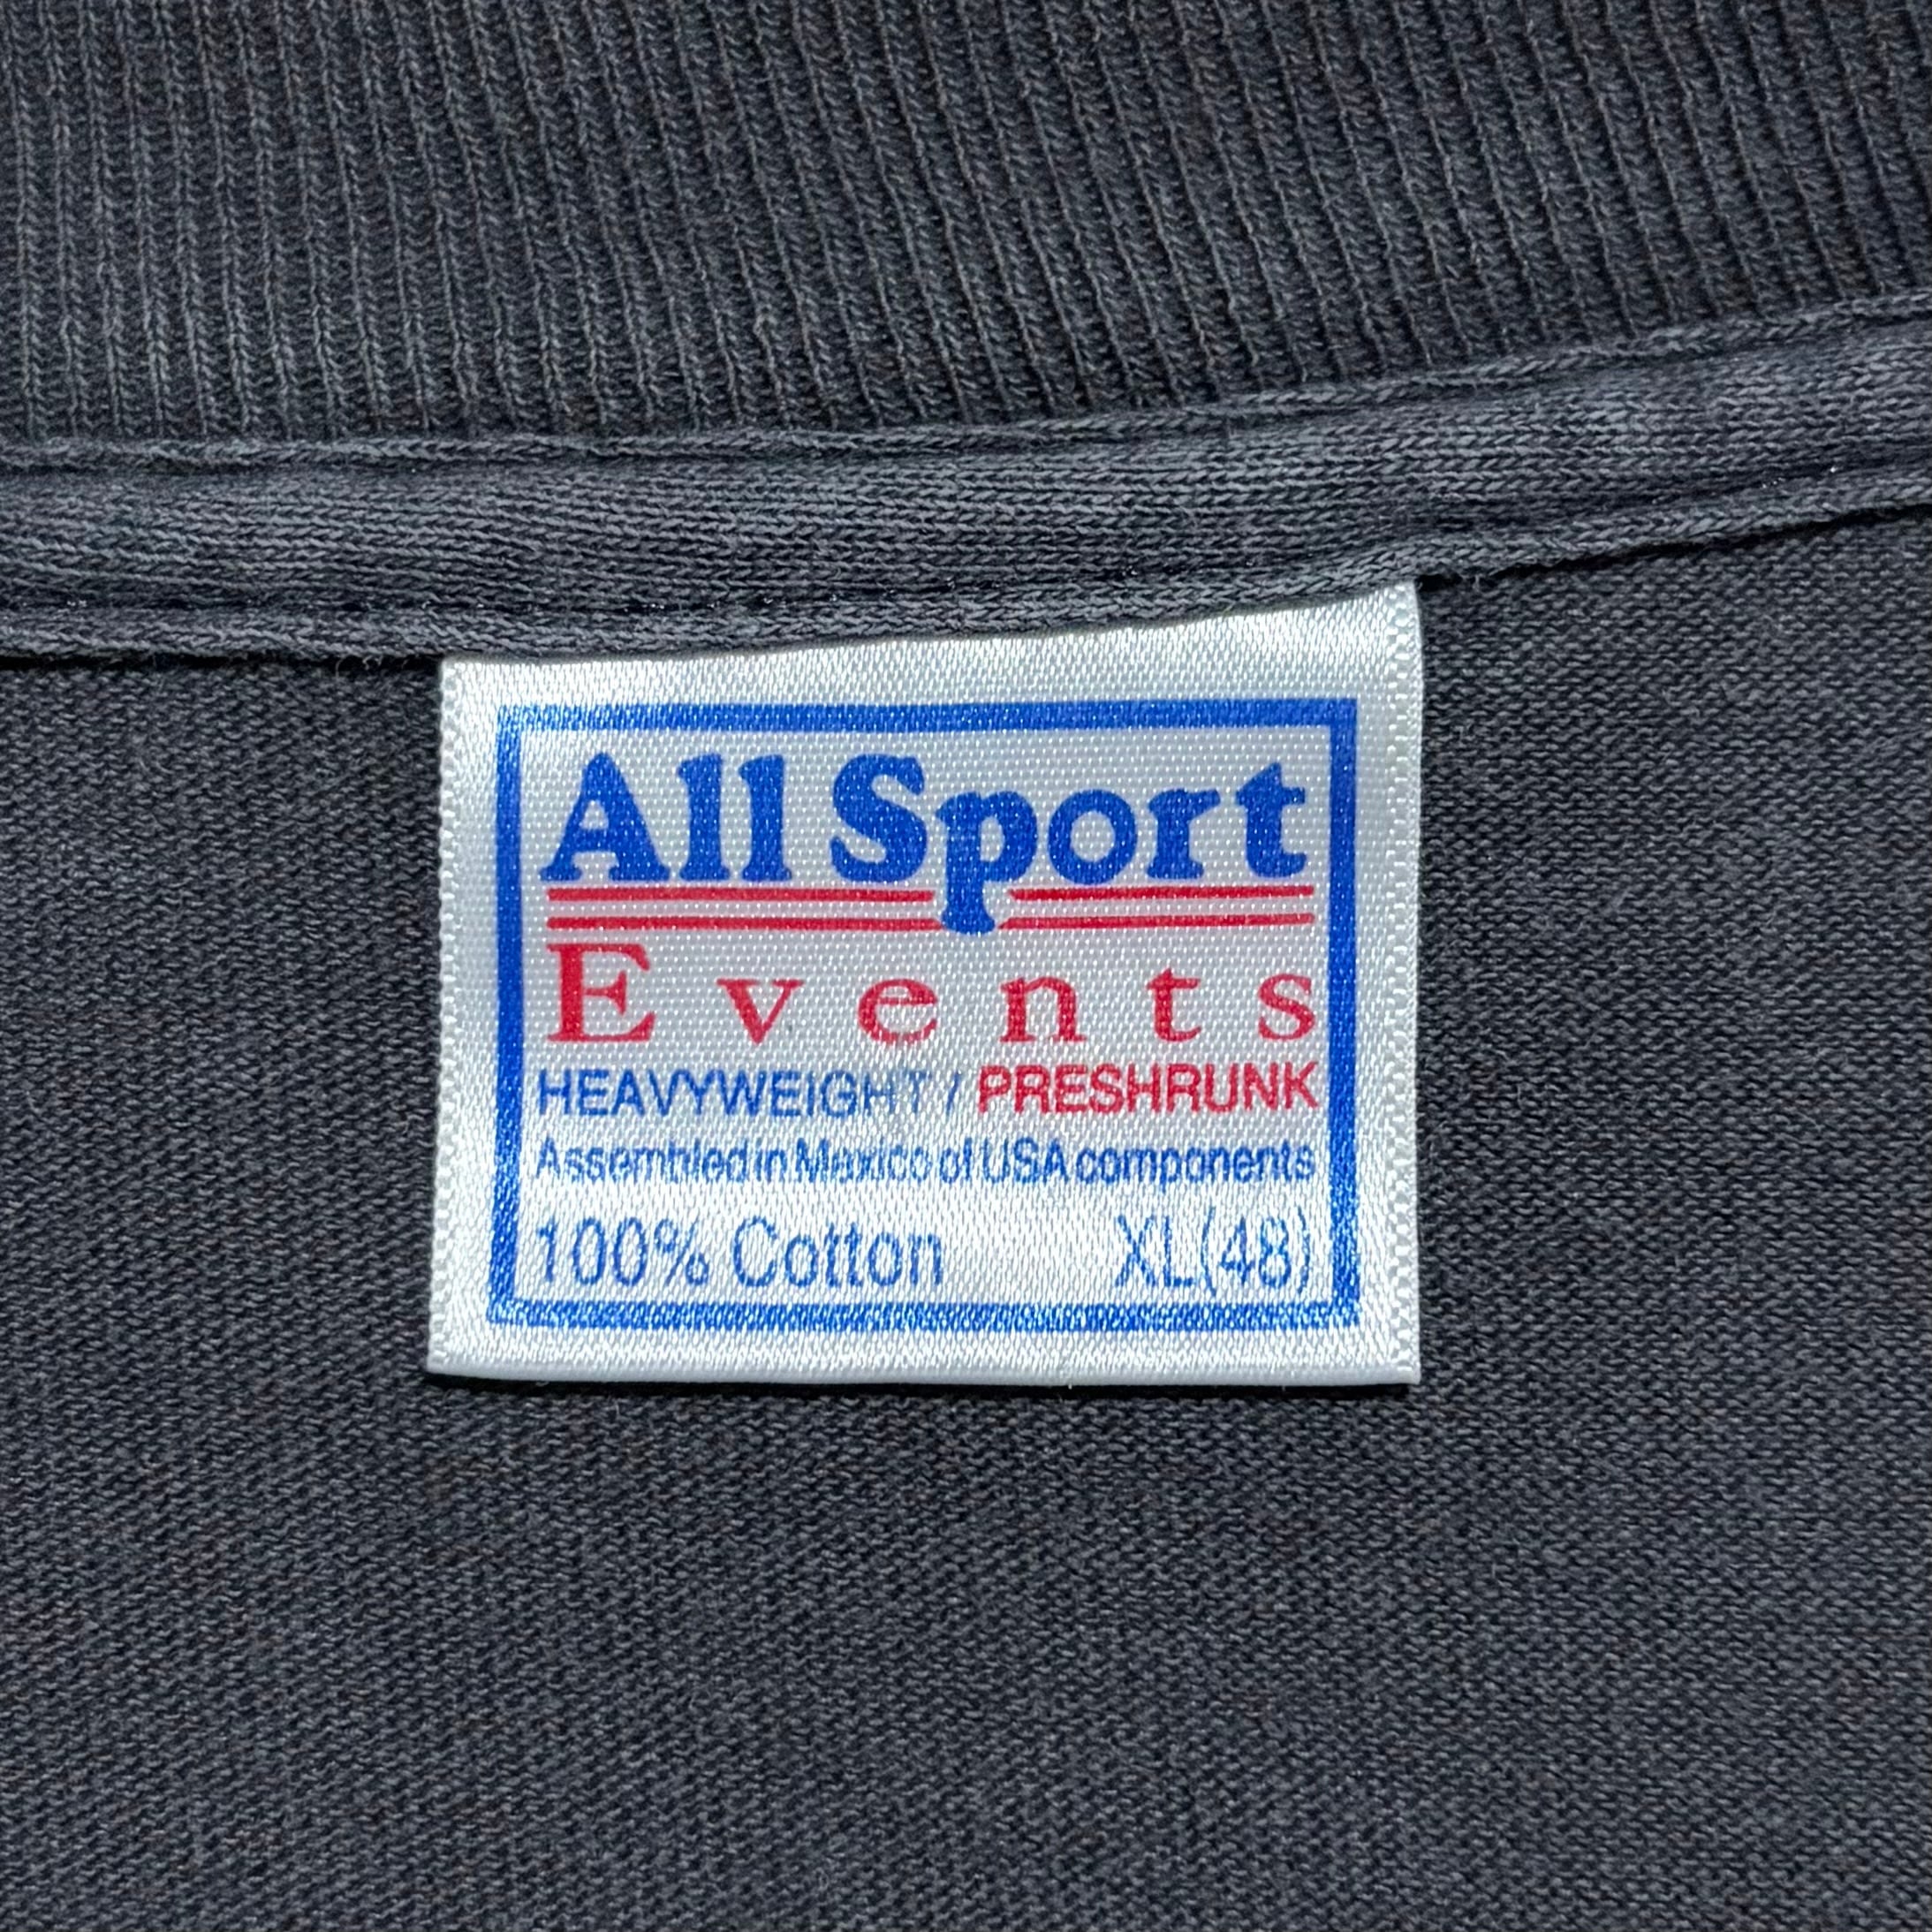 All Sport
Events
HEAVYWEIGHT / PRESHRUNK
Assembled in Mexico of USA components
100% Cotton XL(48)